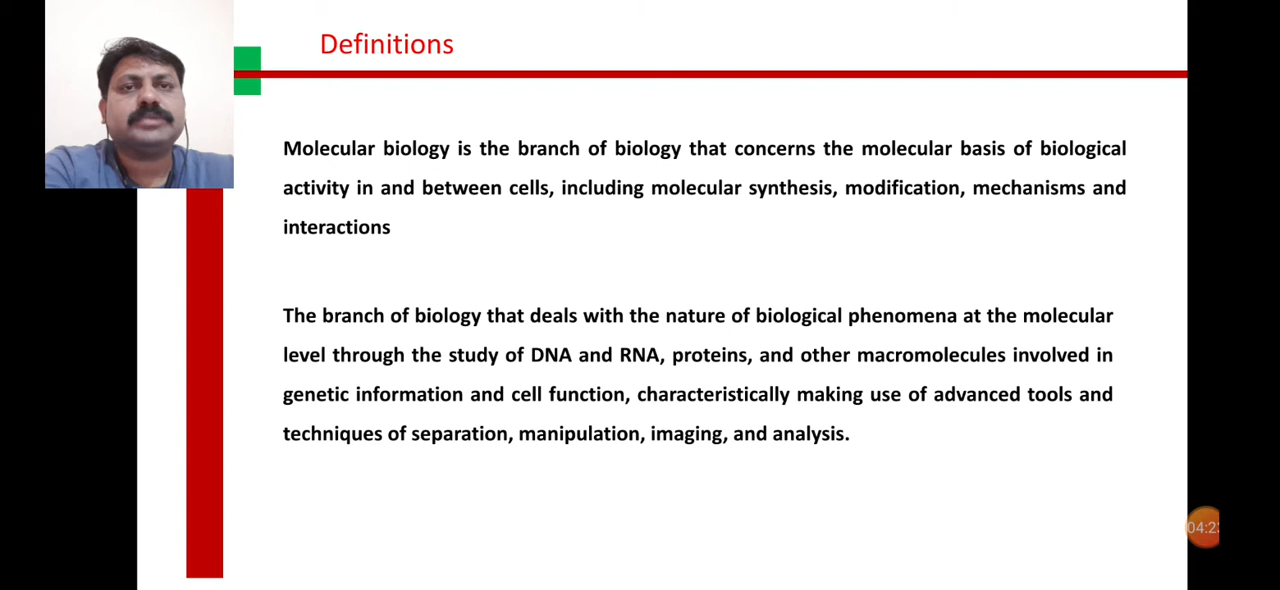 Definitions
Molecular biology is the branch of biology that concerns the molecular basis of biological
activity in and between cells, including molecular synthesis, modification, mechanisms and
interactions
The branch of biology that deals with the nature of biological phenomena at the molecular
level through the study of DNA and RNA, proteins, and other macromolecules involved in
genetic information and cell function, characteristically making use of advanced tools and
techniques of separation, manipulation, imaging, and analysis.